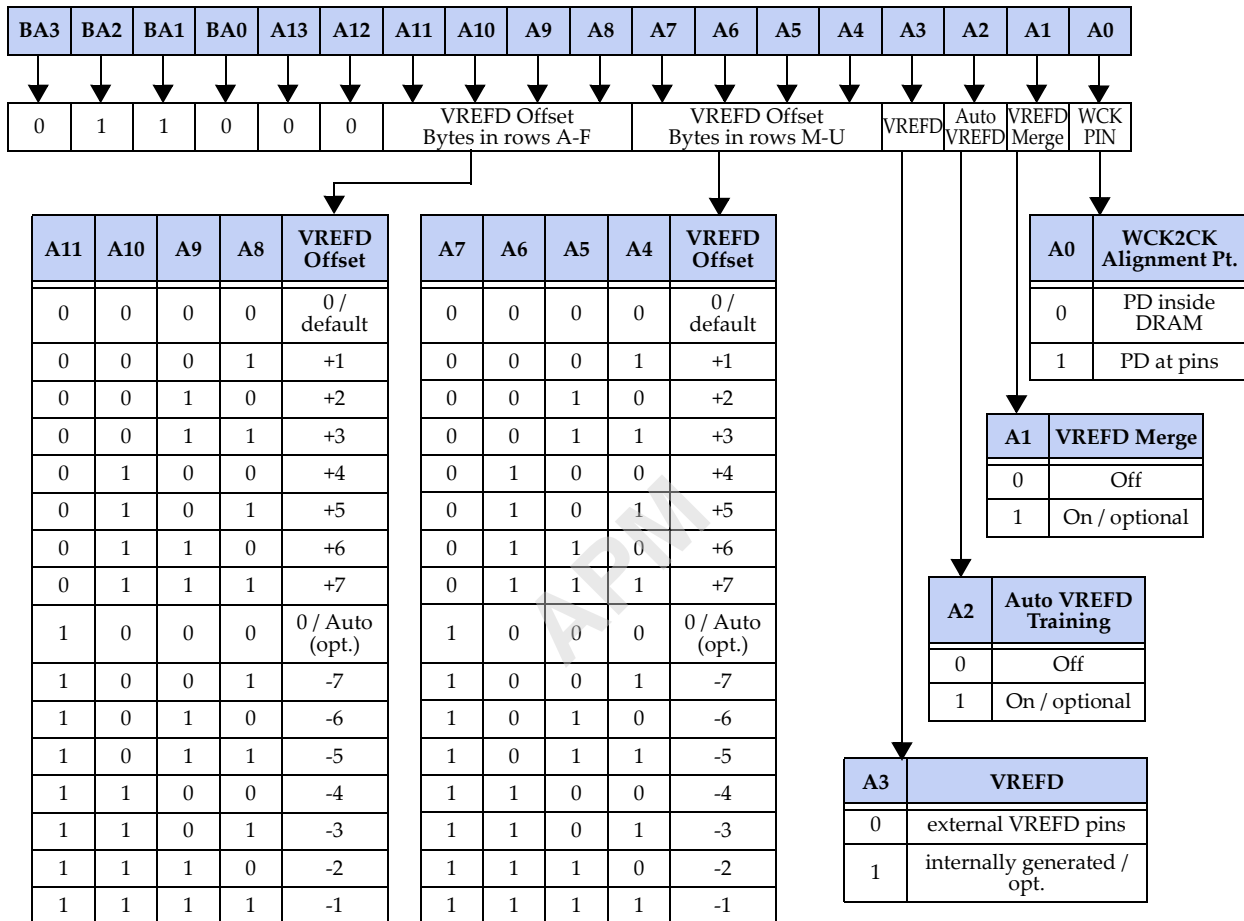 BA3 BA2 BA1 BA0 A13 A12 A11 A10 A9 A8 A7 A6 A5 A4 A3 A2 A1 A0
0 1 1 0 0 0 VREFD Offset Bytes in rows A-F VREFD Offset Bytes in rows M-U VREFD Auto VREFD VREFD Merge WCK PIN
A11 A10 A9 A8 VREFD Offset
0 0 0 0 0 / default
0 0 0 1 +1
0 0 1 0 +2
0 0 1 1 +3
0 1 0 0 +4
0 1 0 1 +5
0 1 1 0 +6
0 1 1 1 +7
1 0 0 0 0 / Auto (opt.)
1 0 0 1 -7
1 0 1 0 -6
1 0 1 1 -5
1 1 0 0 -4
1 1 0 1 -3
1 1 1 0 -2
1 1 1 1 -1
A7 A6 A5 A4 VREFD Offset
0 0 0 0 0 / default
0 0 0 1 +1
0 0 1 0 +2
0 0 1 1 +3
0 1 0 0 +4
0 1 0 1 +5
0 1 1 0 +6
0 1 1 1 +7
1 0 0 0 0 / Auto (opt.)
1 0 0 1 -7
1 0 1 0 -6
1 0 1 1 -5
1 1 0 0 -4
1 1 0 1 -3
1 1 1 0 -2
1 1 1 1 -1
A0 WCK2CK Alignment Pt.
0 PD inside DRAM
1 PD at pins
A1 VREFD Merge
0 Off
1 On / optional
A2 Auto VREFD Training
0 Off
1 On / optional
A3 VREFD
0 external VREFD pins
1 internally generated / opt.
APM